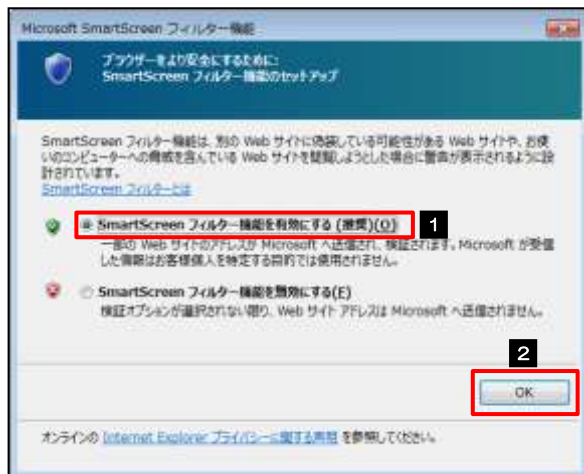 Microsoft SmartScreen フィルター機能
ブラウザーをより安全にするために:
SmartScreen フィルター機能のセットアップ
SmartScreen フィルター機能は、別の Web サイトに偽装している可能性がある Web サイトや、お使
いのコンピューターへの脅威を含んでいる Web サイトを閲覧しようとした場合に警告が表示されるように設
計されています。
SmartScreen フィルターとは
SmartScreen フィルター機能を有効にする (推奨)(O)
1
一部の Web サイトのアドレスが Microsoft へ送信され、検証されます。Microsoft が受信
した情報はお客様個人を特定する目的では使用されません。
SmartScreen フィルター機能を無効にする(F)
検証オプションが選択されない限り、Web サイト アドレスは Microsoft へ送信されません。
2
OK
オンラインの Internet Explorer プライバシーに関する声明 を参照してください。